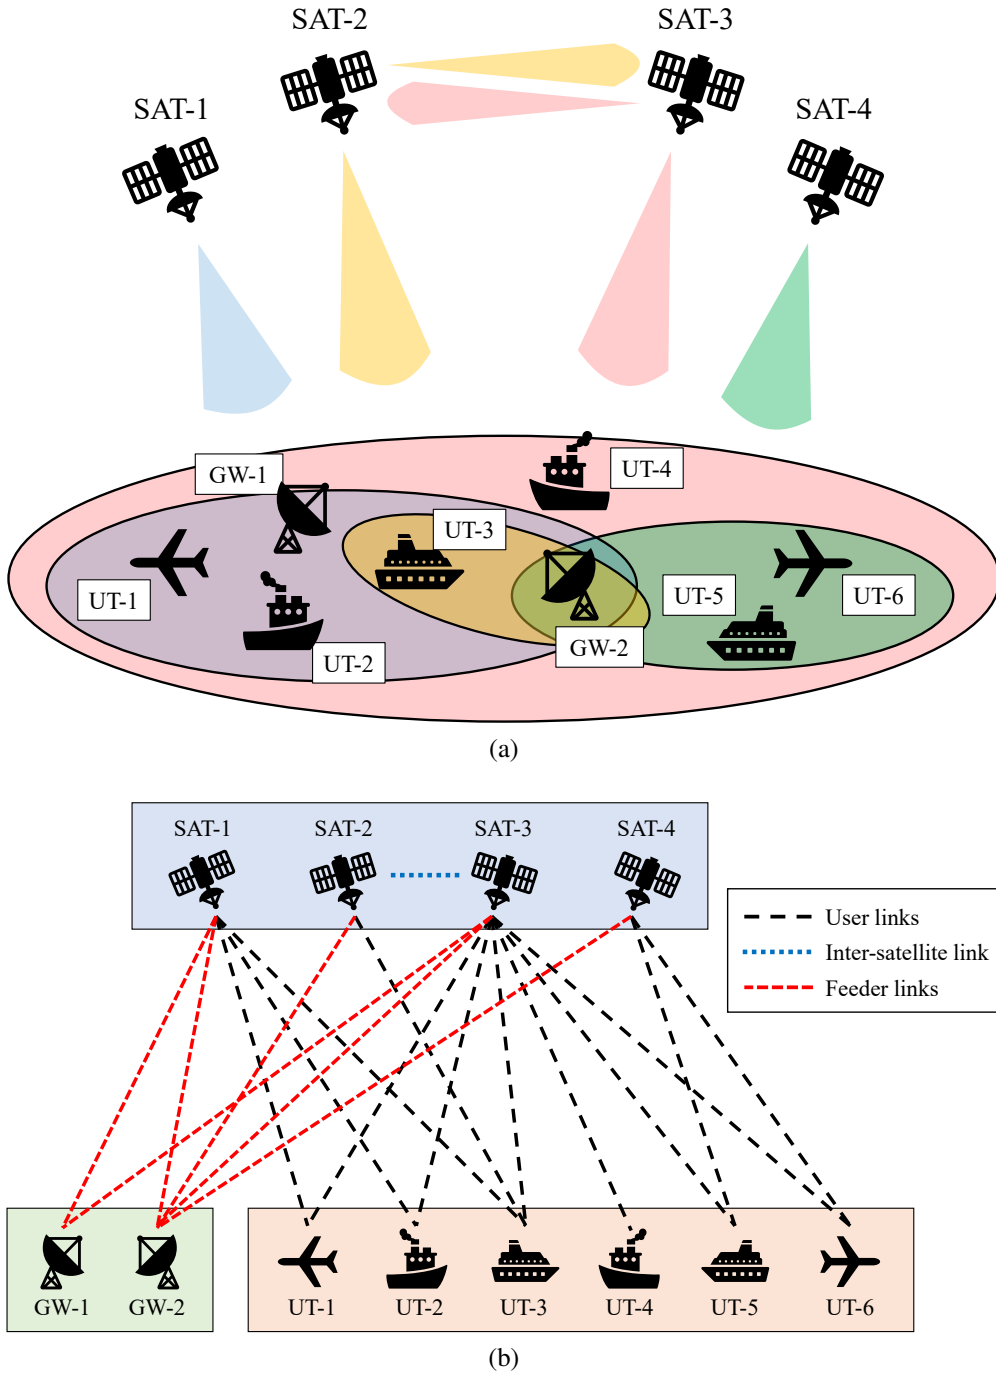 SAT-2
SAT-3
SAT-1
SAT-4
GW-1
UT-4
UT-3
UT-1
UT-5
UT-6
UT-2
GW-2
(a)
SAT-1
SAT-2
SAT-3
SAT-4
User links
Inter-satellite link
Feeder links
GW-1
GW-2
UT-1
UT-2
UT-3
UT-4
UT-5
UT-6
(b)